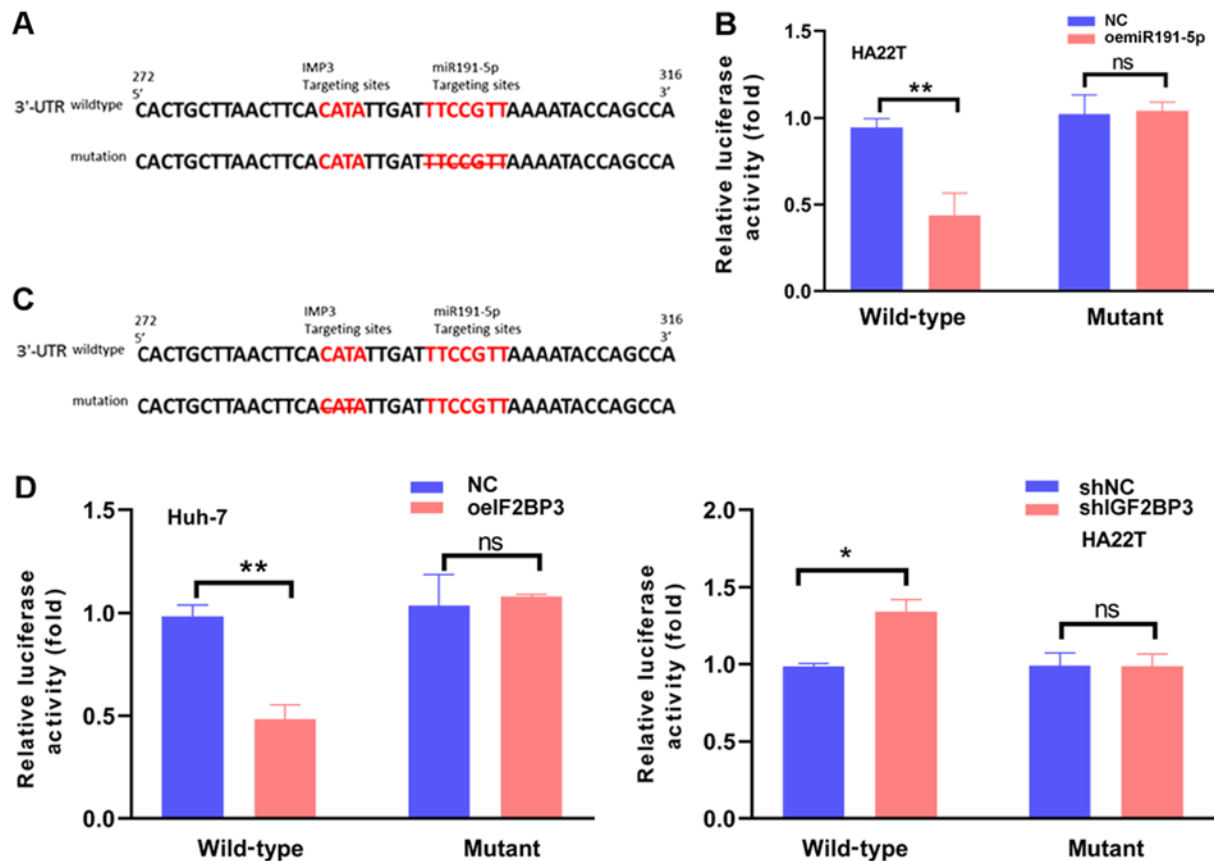 A
IMP3 miR191-5p
272 Targeting sites Targeting sites 316
5’ 3’
3’-UTR wildtype CACTGCTTAACTTCACATATTGATTTCCGTTAAAATACCAGCCA
mutation CACTGCTTAACTTCACATATTGATTTCCGTTAAAATACCAGCCA
B
NC
oemiR191-5p
HA22T
Relative luciferase
activity (fold)
1.5
1.0
0.5
0.0
**
ns
Wild-type Mutant
C
IMP3 miR191-5p
272 Targeting sites Targeting sites 316
5’ 3’
3’-UTR wildtype CACTGCTTAACTTCACATATTGATTTCCGTTAAAATACCAGCCA
mutation CACTGCTTAACTTCACATATTGATTTCCGTTAAAATACCAGCCA
D
NC
oeIF2BP3
Huh-7
Relative luciferase
activity (fold)
1.5
1.0
0.5
0.0
**
ns
Wild-type Mutant
shNC
shIGF2BP3
HA22T
Relative luciferase
activity (fold)
2.0
1.5
1.0
0.5
0.0
*
ns
Wild-type Mutant